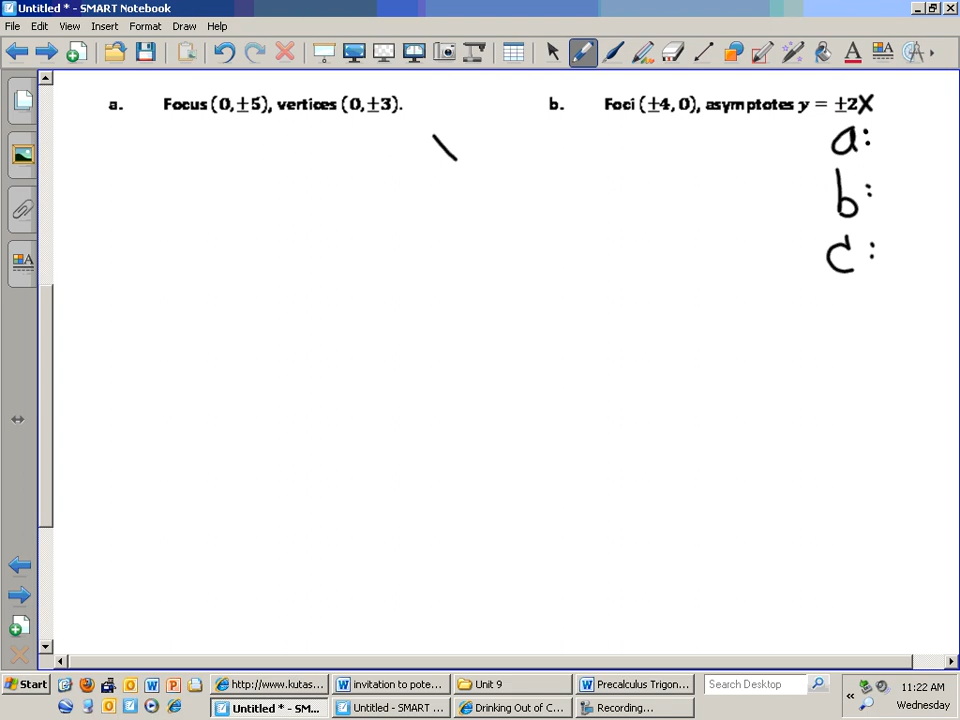 Untitled * - SMART Notebook
File Edit View Insert Format Draw Help
a. Focus (0,±5), vertices (0,±3).
b. Foci (±4, 0), asymptotes y = ±2x
a:
b:
c:
Start
http://www.kutas...
invitation to pote...
Unit 9
Precalculus Trigon...
Search Desktop
11:22 AM
Untitled * - SM...
Untitled - SMART ...
Drinking Out of C...
Recording...
Wednesday